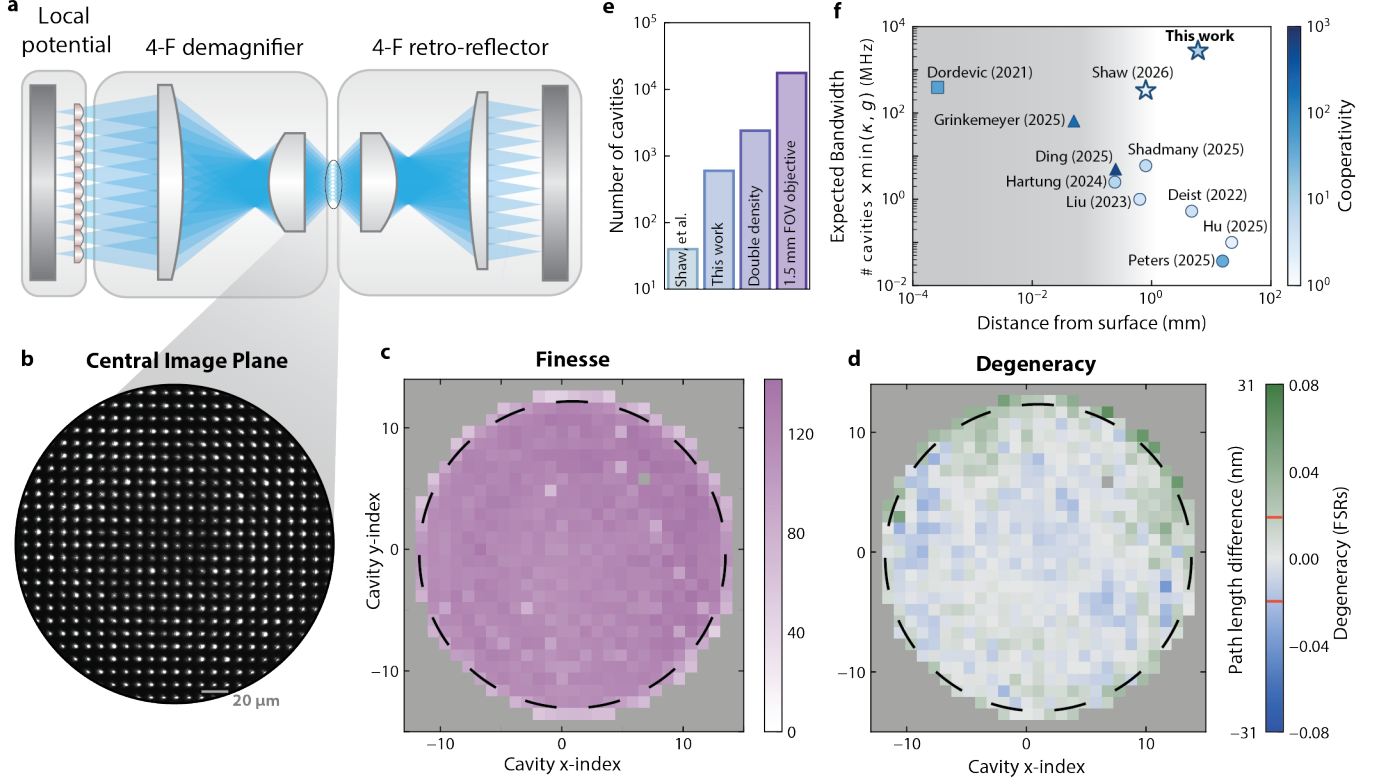 a
Local
potential
4-F demagnifier
4-F retro-reflector
e
Number of cavities
10⁵
10⁴
10³
10²
10¹
Shaw, et al.
This work
Double density
1.5 mm FOV objective
f
Expected Bandwidth
# cavities × min(κ, g) (MHz)
10⁴
10²
10⁰
10⁻²
10⁻⁴
10⁻²
10⁰
10²
Distance from surface (mm)
This work
Dordevic (2021)
Shaw (2026)
Grinkemeyer (2025)
Ding (2025)
Shadmany (2025)
Hartung (2024)
Liu (2023)
Deist (2022)
Hu (2025)
Peters (2025)
10³
10²
10¹
10⁰
Cooperativity
b
Central Image Plane
20 μm
c
Finesse
Cavity y-index
10
0
−10
−10
0
10
Cavity x-index
120
80
40
0
d
Degeneracy
10
0
−10
−10
0
10
Cavity x-index
Path length difference (nm)
31
−31
0.08
0.04
0.00
−0.04
−0.08
Degeneracy (FSRs)